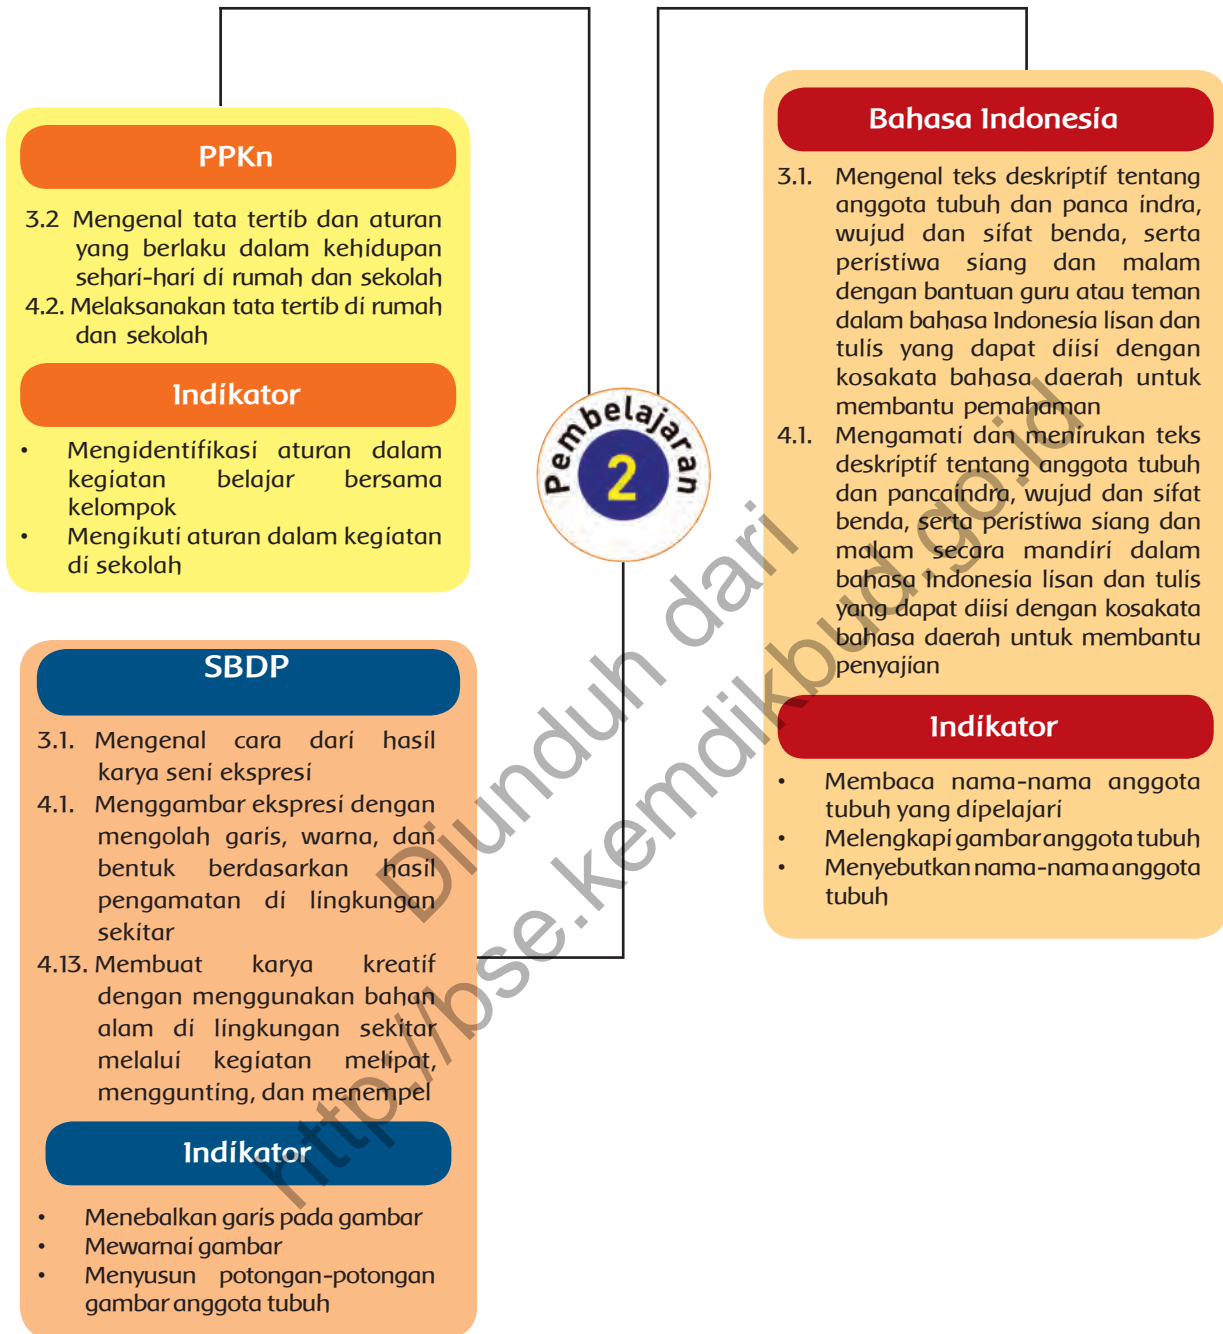 PPKn
3.2 Mengenal tata tertib dan aturan
yang berlaku dalam kehidupan
sehari-hari di rumah dan sekolah
4.2. Melaksanakan tata tertib di rumah
dan sekolah
Indikator
• Mengidentifikasi aturan dalam
kegiatan belajar bersama
kelompok
• Mengikuti aturan dalam kegiatan
di sekolah
SBDP
3.1. Mengenal cara dari hasil
karya seni ekspresi
4.1. Menggambar ekspresi dengan
mengolah garis, warna, dan
bentuk berdasarkan hasil
pengamatan di lingkungan
sekitar
4.13. Membuat karya kreatif
dengan menggunakan bahan
alam di lingkungan sekitar
melalui kegiatan melipat,
menggunting, dan menempel
Indikator
• Menebalkan garis pada gambar
• Mewarnai gambar
• Menyusun potongan-potongan
gambar anggota tubuh
Pembelajaran
2
Bahasa Indonesia
3.1. Mengenal teks deskriptif tentang
anggota tubuh dan panca indra,
wujud dan sifat benda, serta
peristiwa siang dan malam
dengan bantuan guru atau teman
dalam bahasa Indonesia lisan dan
tulis yang dapat diisi dengan
kosakata bahasa daerah untuk
membantu pemahaman
4.1. Mengamati dan menirukan teks
deskriptif tentang anggota tubuh
dan pancaindra, wujud dan sifat
benda, serta peristiwa siang dan
malam secara mandiri dalam
bahasa Indonesia lisan dan tulis
yang dapat diisi dengan kosakata
bahasa daerah untuk membantu
penyajian
Indikator
• Membaca nama-nama anggota
tubuh yang dipelajari
• Melengkapi gambar anggota tubuh
• Menyebutkan nama-nama anggota
tubuh
Diunduh dari
http://bse.kemdikbud.go.id